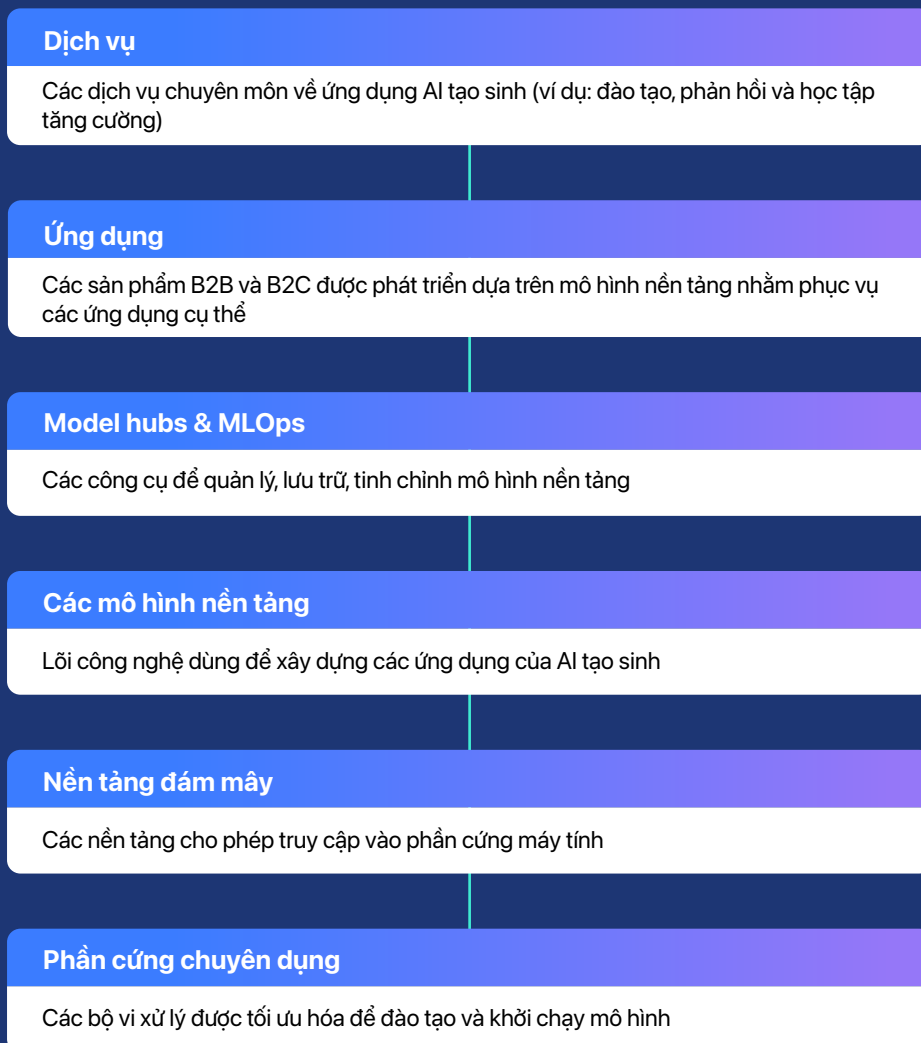 Dịch vụ
Các dịch vụ chuyên môn về ứng dụng AI tạo sinh (ví dụ: đào tạo, phản hồi và học tập
tăng cường)
Ứng dụng
Các sản phẩm B2B và B2C được phát triển dựa trên mô hình nền tảng nhằm phục vụ
các ứng dụng cụ thể
Model hubs & MLOps
Các công cụ để quản lý, lưu trữ, tinh chỉnh mô hình nền tảng
Các mô hình nền tảng
Lõi công nghệ dùng để xây dựng các ứng dụng của AI tạo sinh
Nền tảng đám mây
Các nền tảng cho phép truy cập vào phần cứng máy tính
Phần cứng chuyên dụng
Các bộ vi xử lý được tối ưu hóa để đào tạo và khởi chạy mô hình